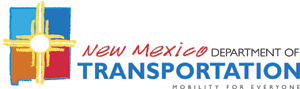 New Mexico DEPARTMENT OF
TRANSPORTATION
MOBILITY FOR EVERYONE